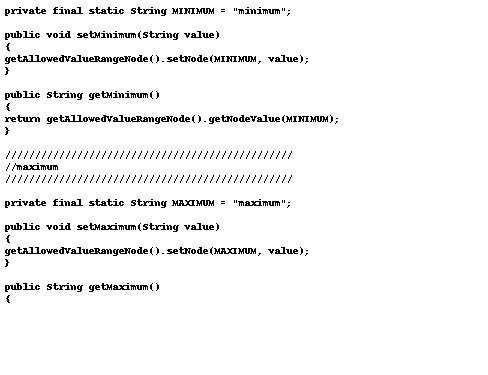 private final static String MINIMUM = "minimum";
public void setMinimum(String value)
{
getAllowedValueRangeNode().setNode(MINIMUM, value);
}
public String getMinimum()
{
return getAllowedValueRangeNode().getNodeValue(MINIMUM);
}
////////////////////////////////////////////////
//maximum
////////////////////////////////////////////////
private final static String MAXIMUM = "maximum";
public void setMaximum(String value)
{
getAllowedValueRangeNode().setNode(MAXIMUM, value);
}
public String getMaximum()
{